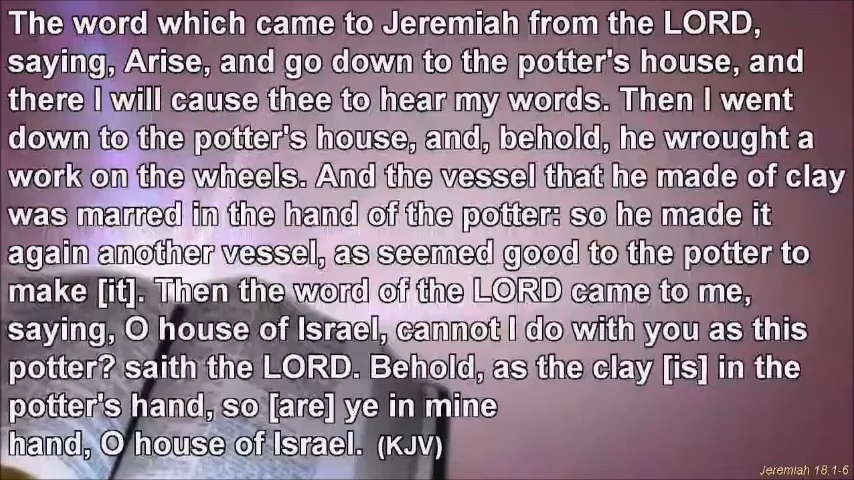 The word which came to Jeremiah from the LORD,
saying, Arise, and go down to the potter's house, and
there I will cause thee to hear my words. Then I went
down to the potter's house, and, behold, he wrought a
work on the wheels. And the vessel that he made of clay
was marred in the hand of the potter: so he made it
again another vessel, as seemed good to the potter to
make [it]. Then the word of the LORD came to me,
saying, O house of Israel, cannot I do with you as this
potter? saith the LORD. Behold, as the clay [is] in the
potter's hand, so [are] ye in mine
hand, O house of Israel. (KJV)
Jeremiah 18:1-6